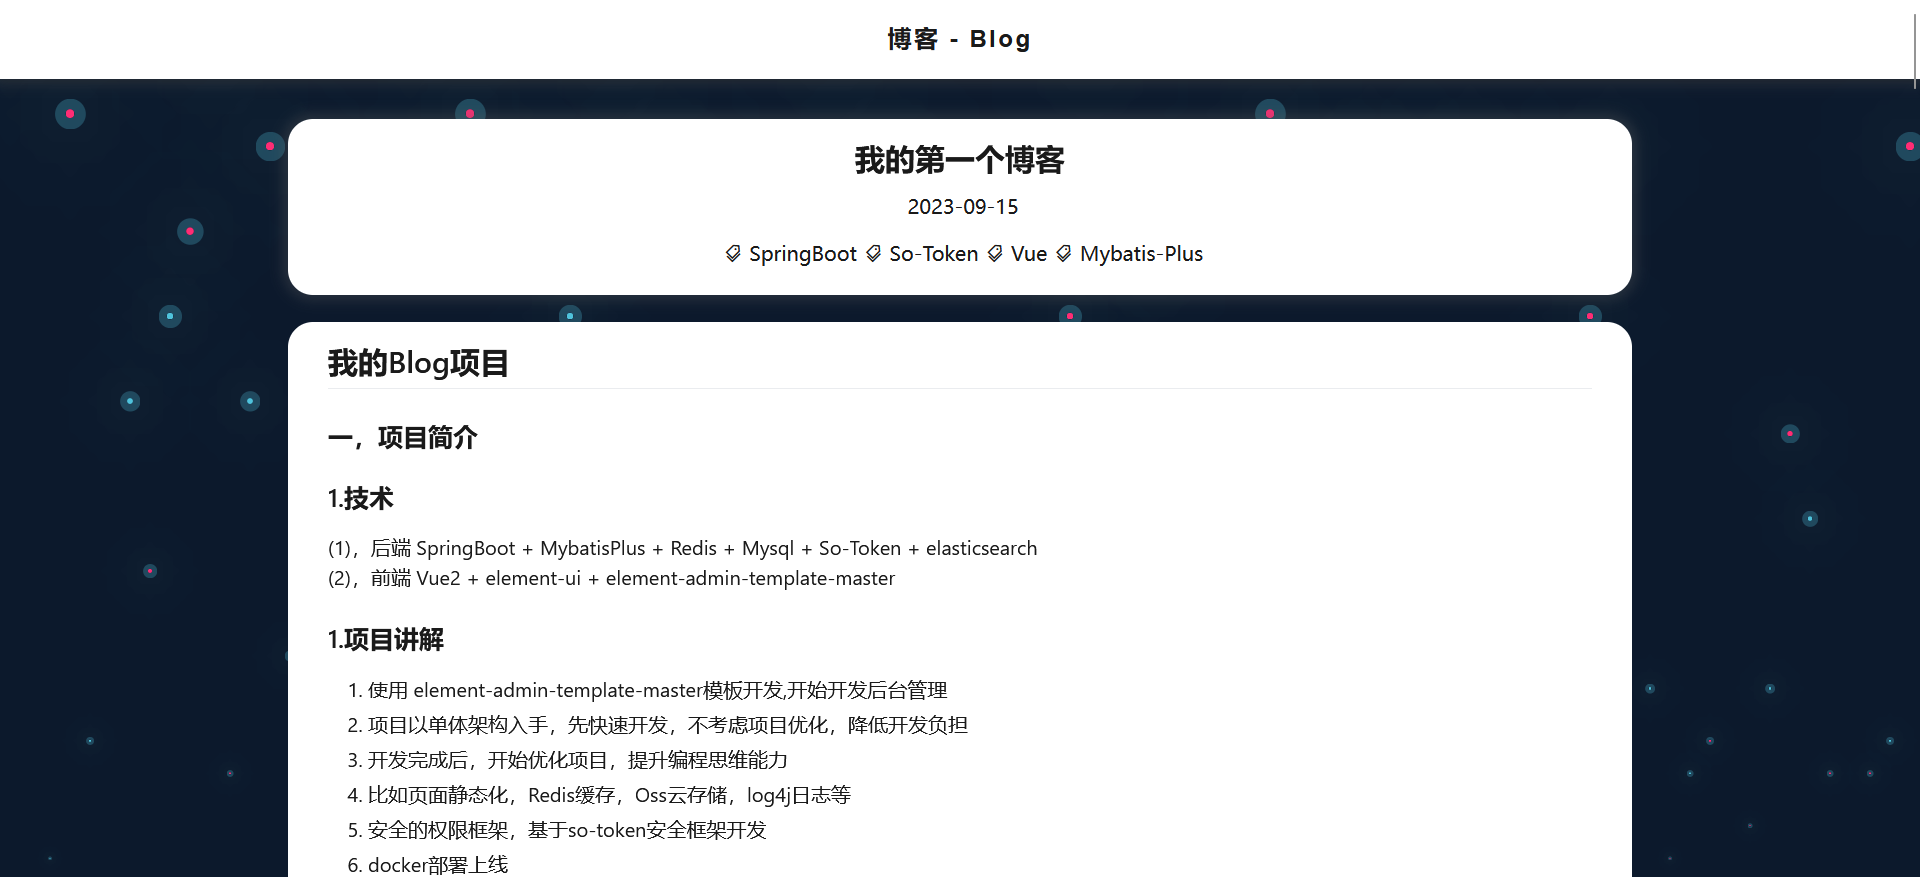 博客 - Blog
我的第一个博客
2023-09-15
SpringBoot So-Token Vue Mybatis-Plus
我的Blog项目
一，项目简介
1.技术
(1)，后端 SpringBoot + MybatisPlus + Redis + Mysql + So-Token + elasticsearch
(2)，前端 Vue2 + element-ui + element-admin-template-master
1.项目讲解
1. 使用 element-admin-template-master模板开发,开始开发后台管理
2. 项目以单体架构入手，先快速开发，不考虑项目优化，降低开发负担
3. 开发完成后，开始优化项目，提升编程思维能力
4. 比如页面静态化，Redis缓存，Oss云存储，log4j日志等
5. 安全的权限框架，基于so-token安全框架开发
6. docker部署上线